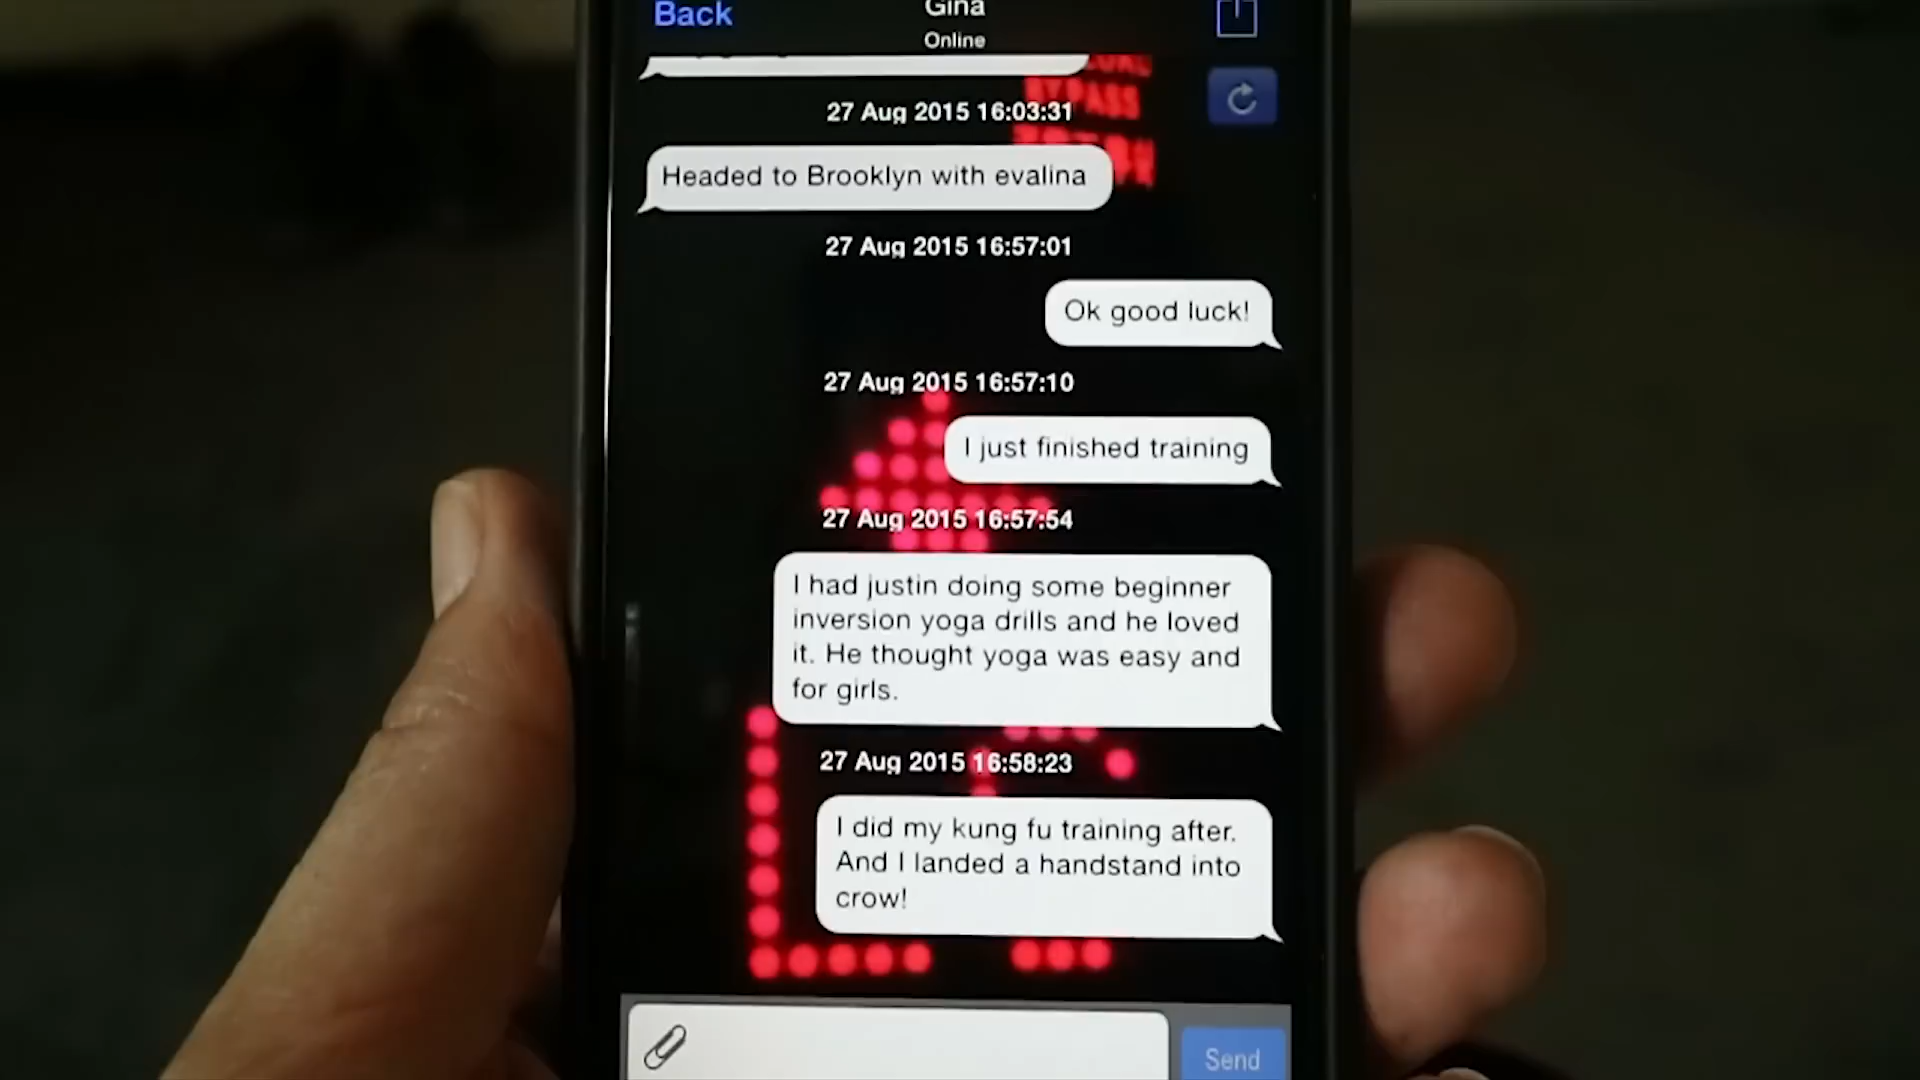 Back
Gina
Online
BYPASS
27 Aug 2015 16:03:31
Headed to Brooklyn with evalina
27 Aug 2015 16:57:01
Ok good luck!
27 Aug 2015 16:57:10
I just finished training
27 Aug 2015 16:57:54
I had justin doing some beginner
inversion yoga drills and he loved
it. He thought yoga was easy and
for girls.
27 Aug 2015 16:58:23
I did my kung fu training after.
And I landed a handstand into
crow!
Send